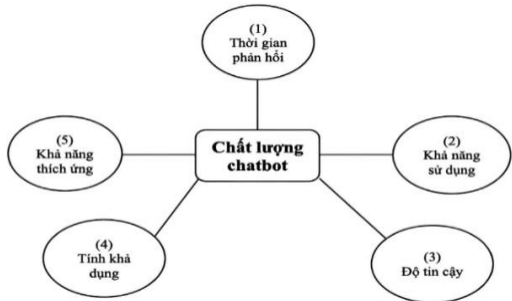 (1)
Thời gian
phản hồi
Chất lượng
chatbot
(2)
Khả năng
sử dụng
(3)
Độ tin cậy
(4)
Tính khả
dụng
(5)
Khả năng
thích ứng